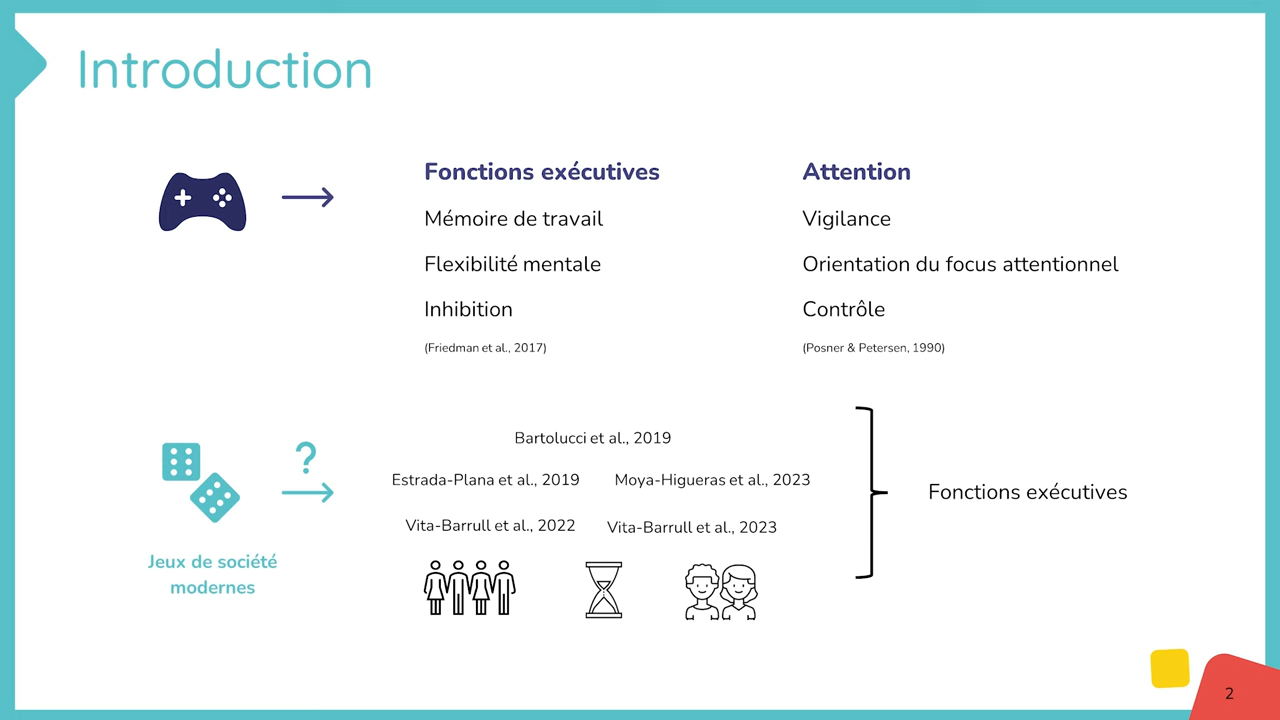 Introduction
Fonctions exécutives
Mémoire de travail
Flexibilité mentale
Inhibition
(Friedman et al., 2017)
Attention
Vigilance
Orientation du focus attentionnel
Contrôle
(Posner & Petersen, 1990)
?
Jeux de société
modernes
Bartolucci et al., 2019
Estrada-Plana et al., 2019
Moya-Higueras et al., 2023
Vita-Barrull et al., 2022
Vita-Barrull et al., 2023
Fonctions exécutives
2